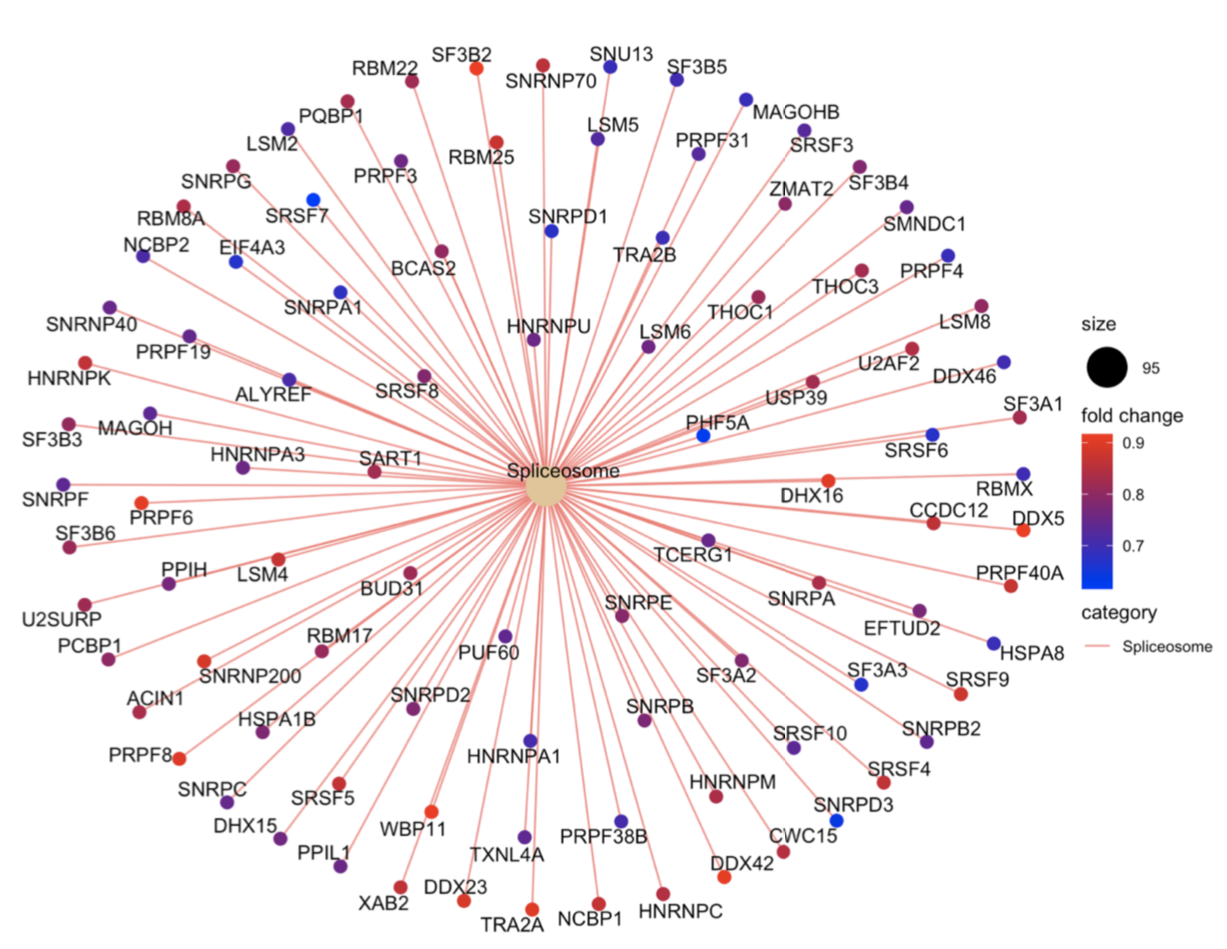 SF3B2
SNU13
RBM22
SNRNP70
SF3B5
PQBP1
MAGOHB
LSM2
LSM5
PRPF31
SRSF3
RBM25
PRPF3
SNRPG
SF3B4
ZMAT2
RBM8A
SRSF7
SNRPD1
SMNDC1
NCBP2
EIF4A3
TRA2B
BCAS2
PRPF4
THOC3
SNRPA1
THOC1
SNRNP40
HNRNPU
LSM6
LSM8
PRPF19
U2AF2
HNRNPK
DDX46
ALYREF
SRSF8
USP39
SF3A1
PHF5A
MAGOH
SF3B3
SRSF6
HNRNPA3
SART1
Spliceosome
RBMX
DHX16
SNRPF
PRPF6
CCDC12
DDX5
SF3B6
TCERG1
PPIH
LSM4
PRPF40A
BUD31
SNRPA
SNRPE
U2SURP
EFTUD2
RBM17
PCBP1
PUF60
HSPA8
SNRNP200
SF3A2
SF3A3
SRSF9
ACIN1
SNRPD2
SNRPB
HSPA1B
SNRPB2
SRSF10
PRPF8
HNRNPA1
SRSF4
HNRNPM
SNRPC
SRSF5
SNRPD3
DHX15
WBP11
PRPF38B
CWC15
PPIL1
TXNL4A
DDX42
DDX23
XAB2
HNRNPC
NCBP1
TRA2A
size
95
fold change
0.9
0.8
0.7
category
Spliceosome